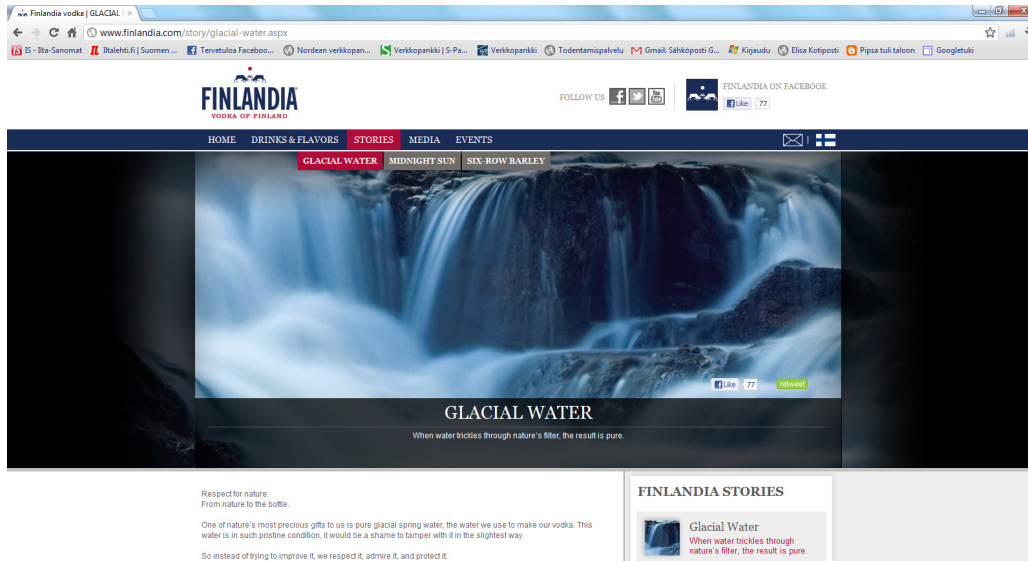 Finlandia vodka | GLACIAL
www.finlandia.com/story/glacial-water.aspx
IS - Ilta-Sanomat Iltalehti.fi | Suomen ... Tervetuloa Faceboo... Nordean verkkopan... Verkkopankki | S-Pa... Verkkopankki Todentamispalvelu Gmail: Sähköposti G... Kirjaudu Elisa Kotiposti Pipsa tuli taloon Googletuki
FINLANDIA
VODKA OF FINLAND
FOLLOW US
You Tube
FINLANDIA ON FACEBOOK
Like 77
HOME DRINKS & FLAVORS STORIES MEDIA EVENTS
GLACIAL WATER MIDNIGHT SUN SIX-ROW BARLEY
Like 77 retweet
GLACIAL WATER
When water trickles through nature's filter, the result is pure.
Respect for nature:
From nature to the bottle.
One of nature's most precious gifts to us is pure glacial spring water, the water we use to make our vodka. This
water is in such pristine condition, it would be a shame to tamper with it in the slightest way.
So instead of trying to improve it, we respect it, admire it, and protect it.
FINLANDIA STORIES
Glacial Water
When water trickles through
nature's filter, the result is pure.